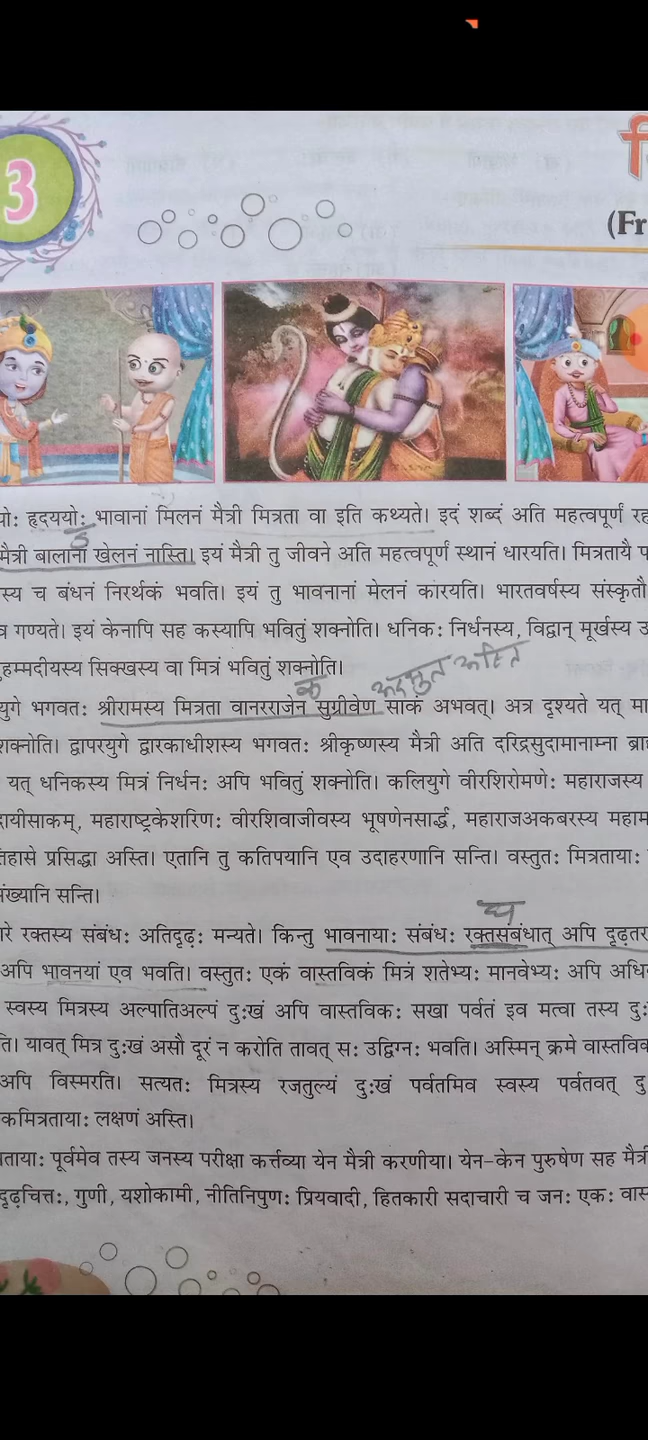 3
(Fr
यो: हृदययो: भावानां मिलनं मैत्री मित्रता वा इति कथ्यते। इदं शब्दं अति महत्वपूर्णं रह
मैत्री बालानां खेलनं नास्ति। इयं मैत्री तु जीवने अति महत्वपूर्णं स्थानं धारयति। मित्रतायै प
स्य च बंधनं निरर्थकं भवति। इयं तु भावनानां मेलनं कारयति। भारतवर्षस्य संस्कृतौ
गण्यते। इयं केनापि सह कस्यापि भवितुं शक्नोति। धनिक: निर्धनस्य, विद्वान् मूर्खस्य उ
हम्मदीयस्य सिक्खस्य वा मित्रं भवितुं शक्नोति।
क
अद्भुत अस्ति
युगे भगवत: श्रीरामस्य मित्रता वानरराजेन सुग्रीवेण साकं अभवत्। अत्र दृश्यते यत् मा
शक्नोति। द्वापरयुगे द्वारकाधीशस्य भगवत: श्रीकृष्णस्य मैत्री अति दरिद्रसुदामानाम्ना ब्रा
यत् धनिकस्य मित्रं निर्धन: अपि भवितुं शक्नोति। कलियुगे वीरशिरोमणे: महाराजस्य
दायीसाकम्, महाराष्ट्रकेशरिण: वीरशिवाजीवस्य भूषणेनसार्द्धं, महाराजअकबरस्य महाम
तिहासे प्रसिद्धा अस्ति। एतानि तु कतिपयानि एव उदाहरणानि सन्ति। वस्तुत: मित्रताया:
संख्यानि सन्ति।
घ
रे रक्तस्य संबंध: अतिदृढ़: मन्यते। किन्तु भावनाया: संबंध: रक्तसंबंधात् अपि दृढ़तर
अपि भावनयां एव भवति। वस्तुत: एकं वास्तविकं मित्रं शतेभ्य: मानवेभ्य: अपि अधि
स्वस्य मित्रस्य अल्पातिअल्पं दु:खं अपि वास्तविक: सखा पर्वतं इव मत्वा तस्य दु:
ति। यावत् मित्र दु:खं असौ दूरं न करोति तावत् स: उद्विग्न: भवति। अस्मिन् क्रमे वास्तविक
अपि विस्मरति। सत्यत: मित्रस्य रजतुल्यं दु:खं पर्वतमिव स्वस्य पर्वतवत् दु
कमित्रताया: लक्षणं अस्ति।
ताया: पूर्वमेव तस्य जनस्य परीक्षा कर्त्तव्या येन मैत्री करणीया। येन-केन पुरुषेण सह मैत्री
दृढ़चित्त:, गुणी, यशोकामी, नीतिनिपुण: प्रियवादी, हितकारी सदाचारी च जन: एक: वास